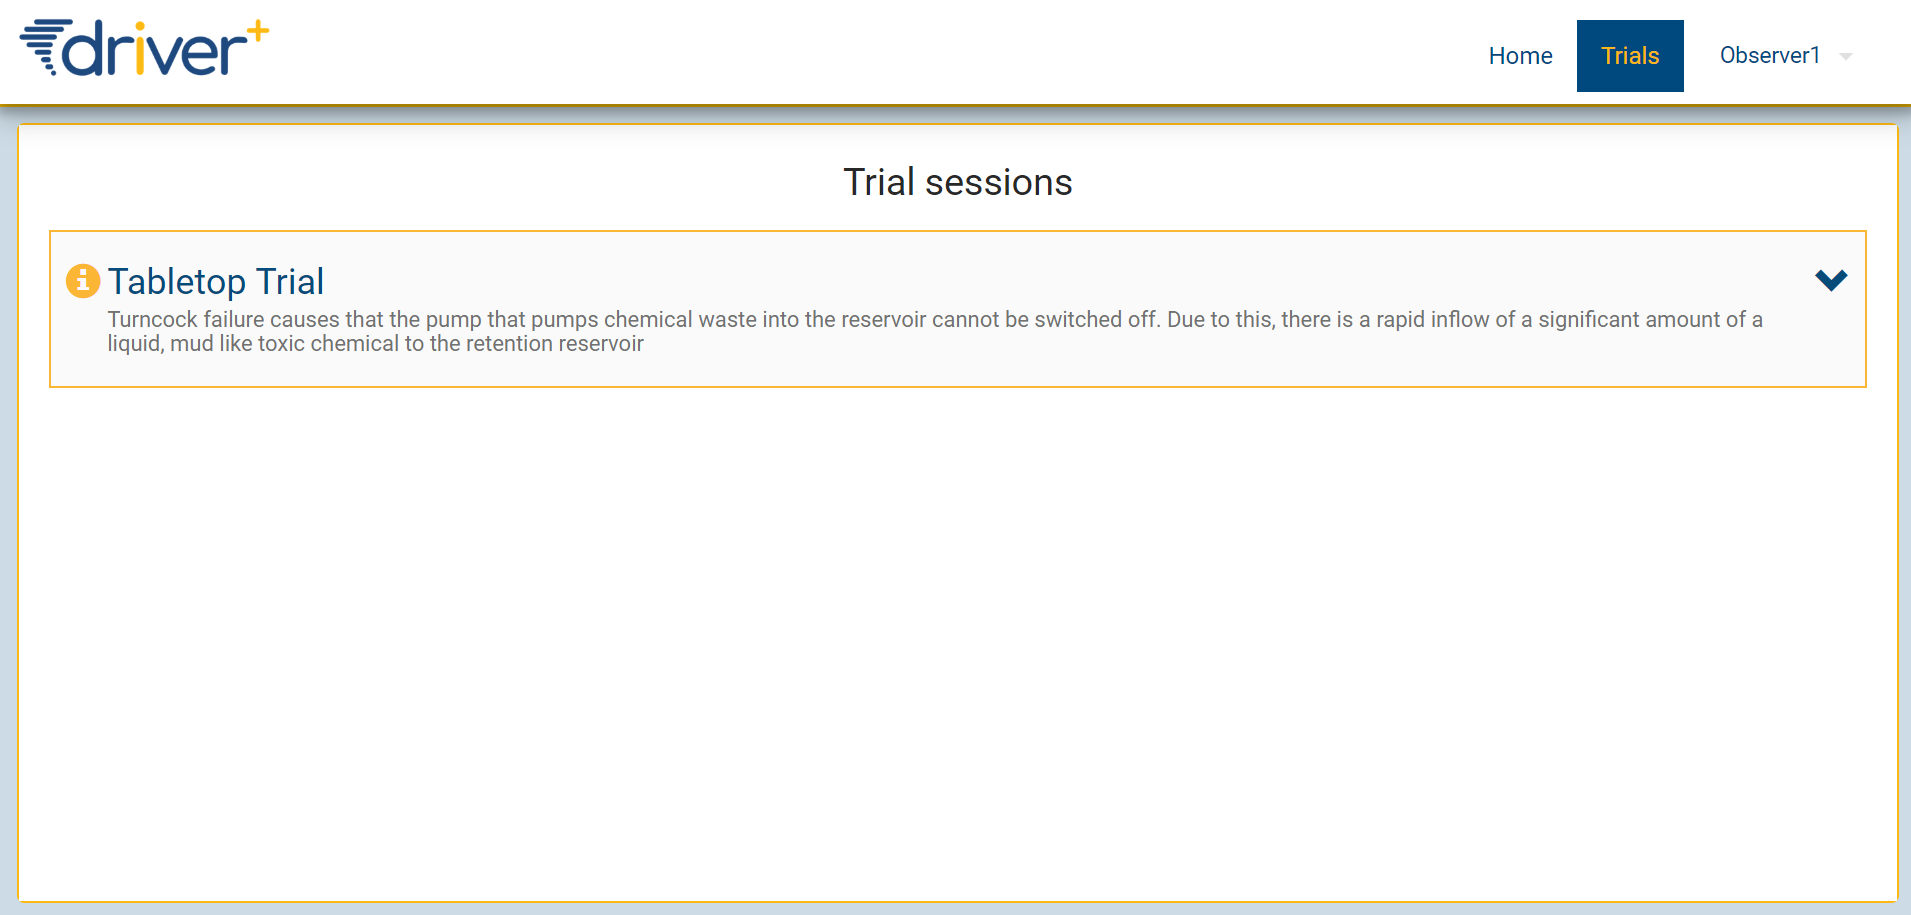 driver+
Home Trials Observer1
Trial sessions
Tabletop Trial
Turncock failure causes that the pump that pumps chemical waste into the reservoir cannot be switched off. Due to this, there is a rapid inflow of a significant amount of a
liquid, mud like toxic chemical to the retention reservoir